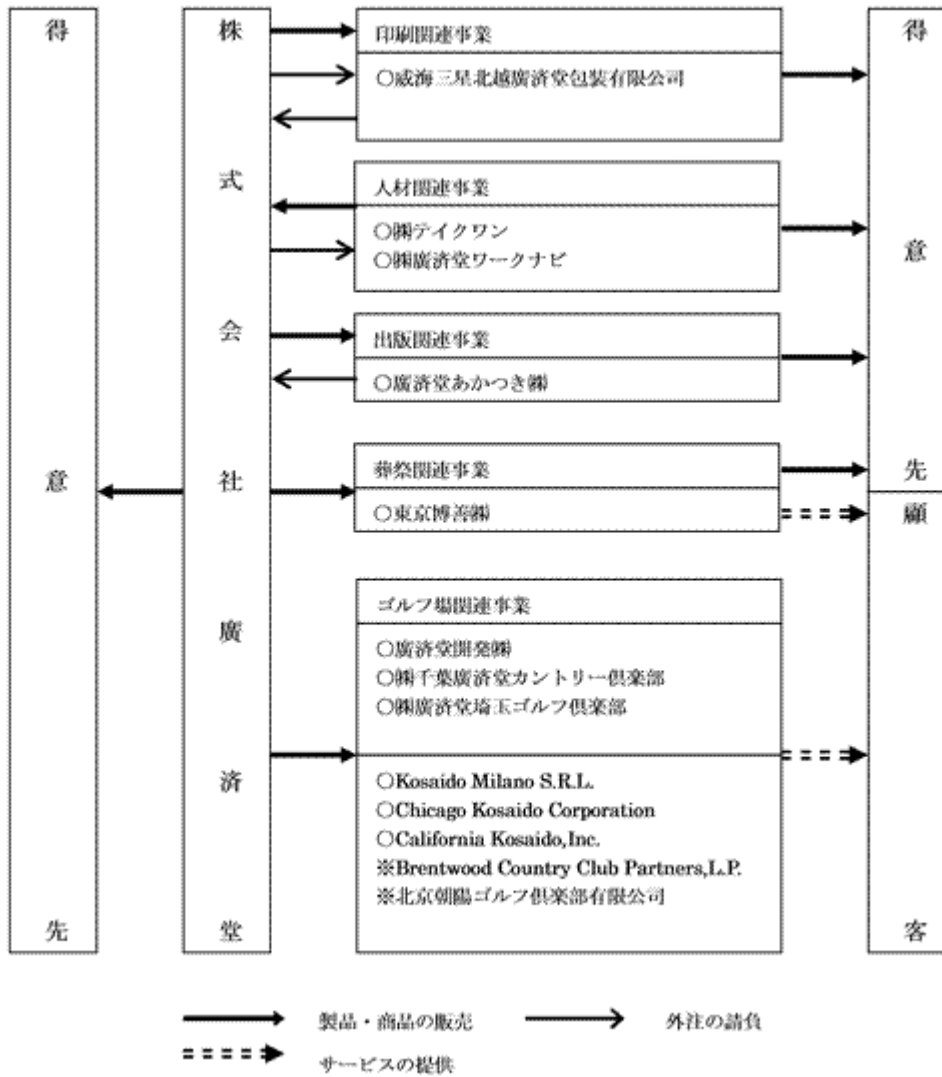 得意先
株式会社廣済堂
印刷関連事業
○威海三星北越廣済堂包装有限公司
人材関連事業
○㈱テイクワン
○㈱廣済堂ワークナビ
出版関連事業
○廣済堂あかつき㈱
葬祭関連事業
○東京博善㈱
ゴルフ場関連事業
○廣済堂開発㈱
○㈱千葉廣済堂カントリー倶楽部
○㈱廣済堂埼玉ゴルフ倶楽部
○Kosaido Milano S.R.L.
○Chicago Kosaido Corporation
○California Kosaido,Inc.
※Brentwood Country Club Partners,L.P.
※北京朝陽ゴルフ倶楽部有限公司
得意先
顧客
製品・商品の販売
外注の請負
サービスの提供